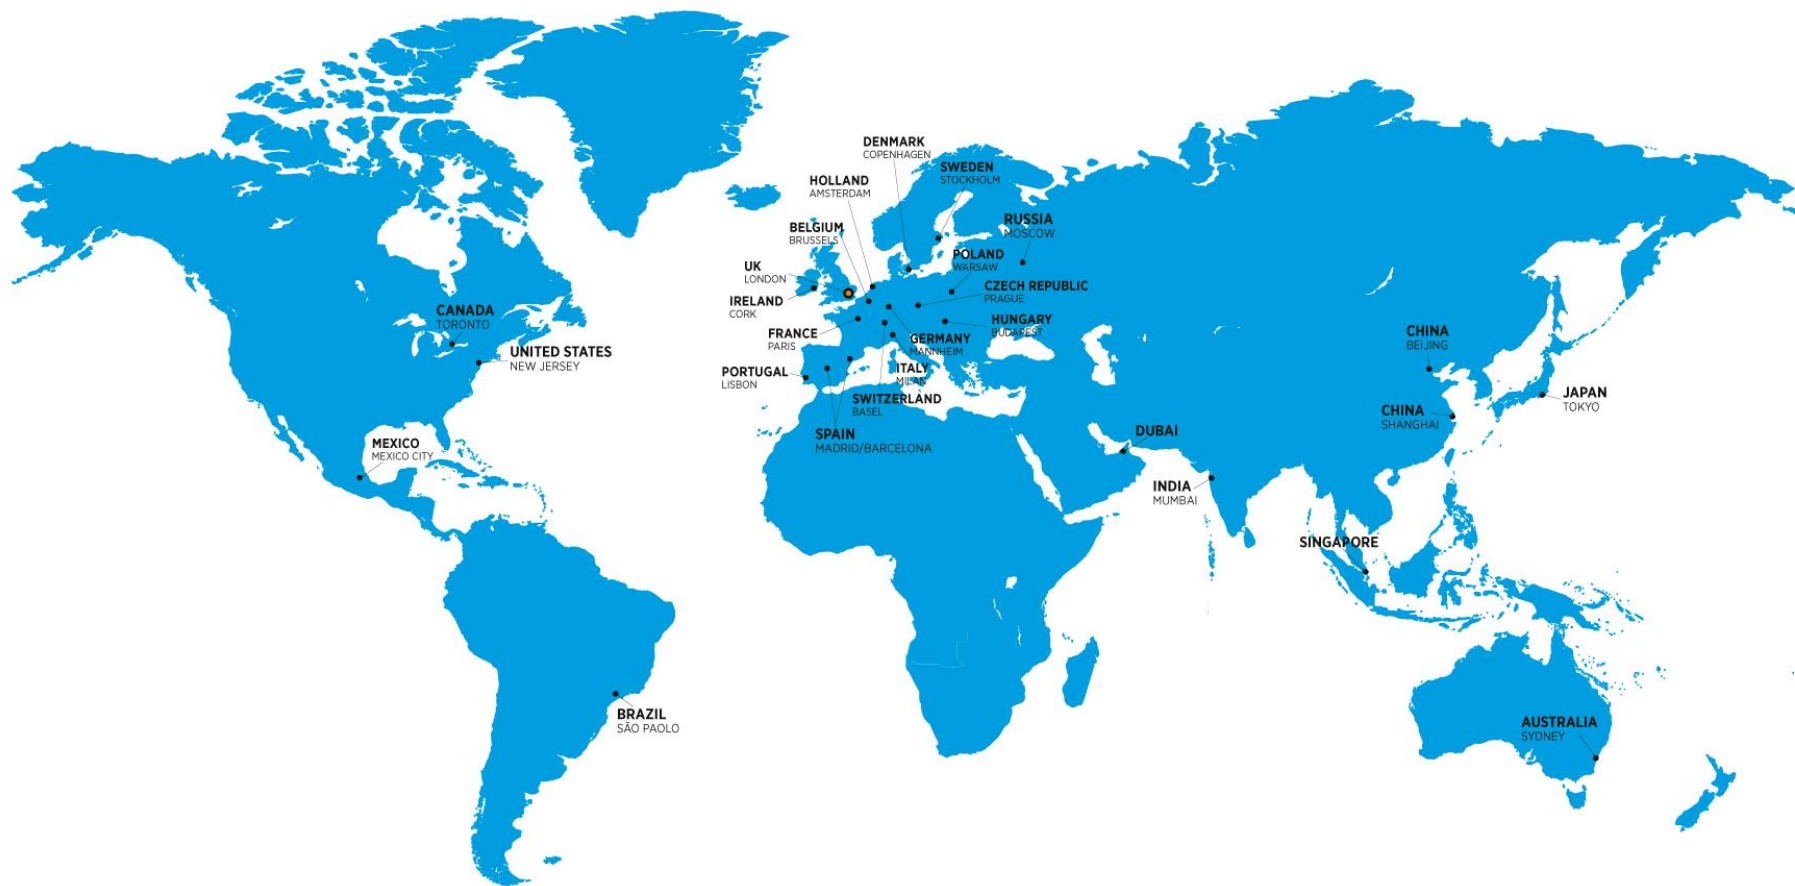 DENMARK
COPENHAGEN
SWEDEN
STOCKHOLM
HOLLAND
AMSTERDAM
BELGIUM
BRUSSELS
RUSSIA
MOSCOW
POLAND
WARSAW
UK
LONDON
CZECH REPUBLIC
PRAGUE
IRELAND
CORK
CANADA
TORONTO
HUNGARY
BUDAPEST
FRANCE
PARIS
GERMANY
MANNHEIM
CHINA
BEIJING
UNITED STATES
NEW JERSEY
PORTUGAL
LISBON
ITALY
MILAN
SWITZERLAND
BASEL
JAPAN
TOKYO
CHINA
SHANGHAI
SPAIN
MADRID/BARCELONA
DUBAI
MEXICO
MEXICO CITY
INDIA
MUMBAI
SINGAPORE
BRAZIL
SÃO PAOLO
AUSTRALIA
SYDNEY